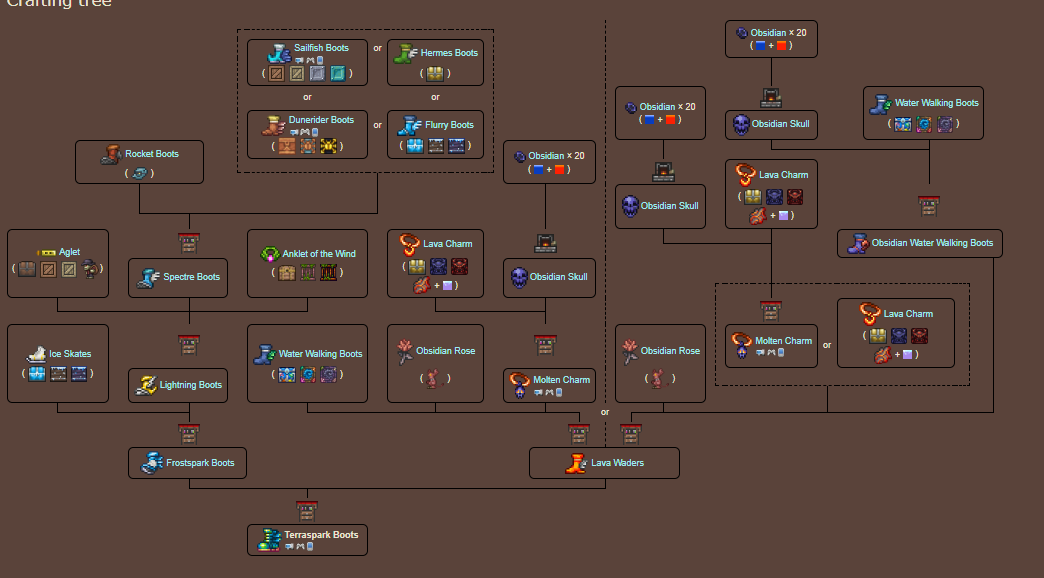 Crafting tree
Obsidian × 20
( + )
Sailfish Boots
( )
or
Hermes Boots
( )
or
or
Dunerider Boots
( )
or
Flurry Boots
( )
Obsidian × 20
( + )
Obsidian Skull
Water Walking Boots
( )
Rocket Boots
( )
Obsidian × 20
( + )
Obsidian Skull
Lava Charm
( + )
Aglet
( )
Spectre Boots
Anklet of the Wind
( )
Lava Charm
( + )
Obsidian Skull
Obsidian Water Walking Boots
Ice Skates
( )
Lightning Boots
Water Walking Boots
( )
Obsidian Rose
( )
Molten Charm
Obsidian Rose
( )
Molten Charm
or
Lava Charm
( + )
or
Frostspark Boots
Lava Waders
Terraspark Boots